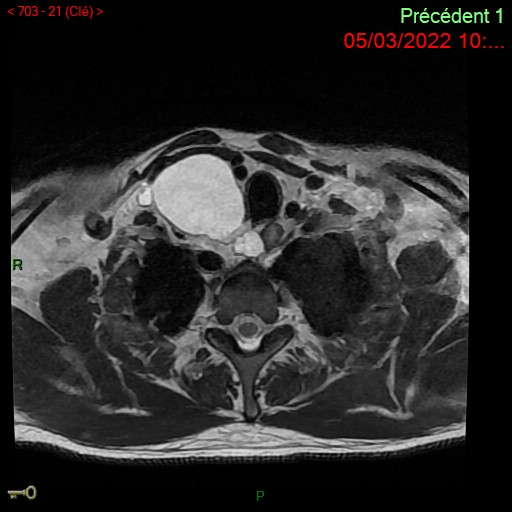 < 703 - 21 (Clé) >
Précédent 1
05/03/2022 10:...
R
P